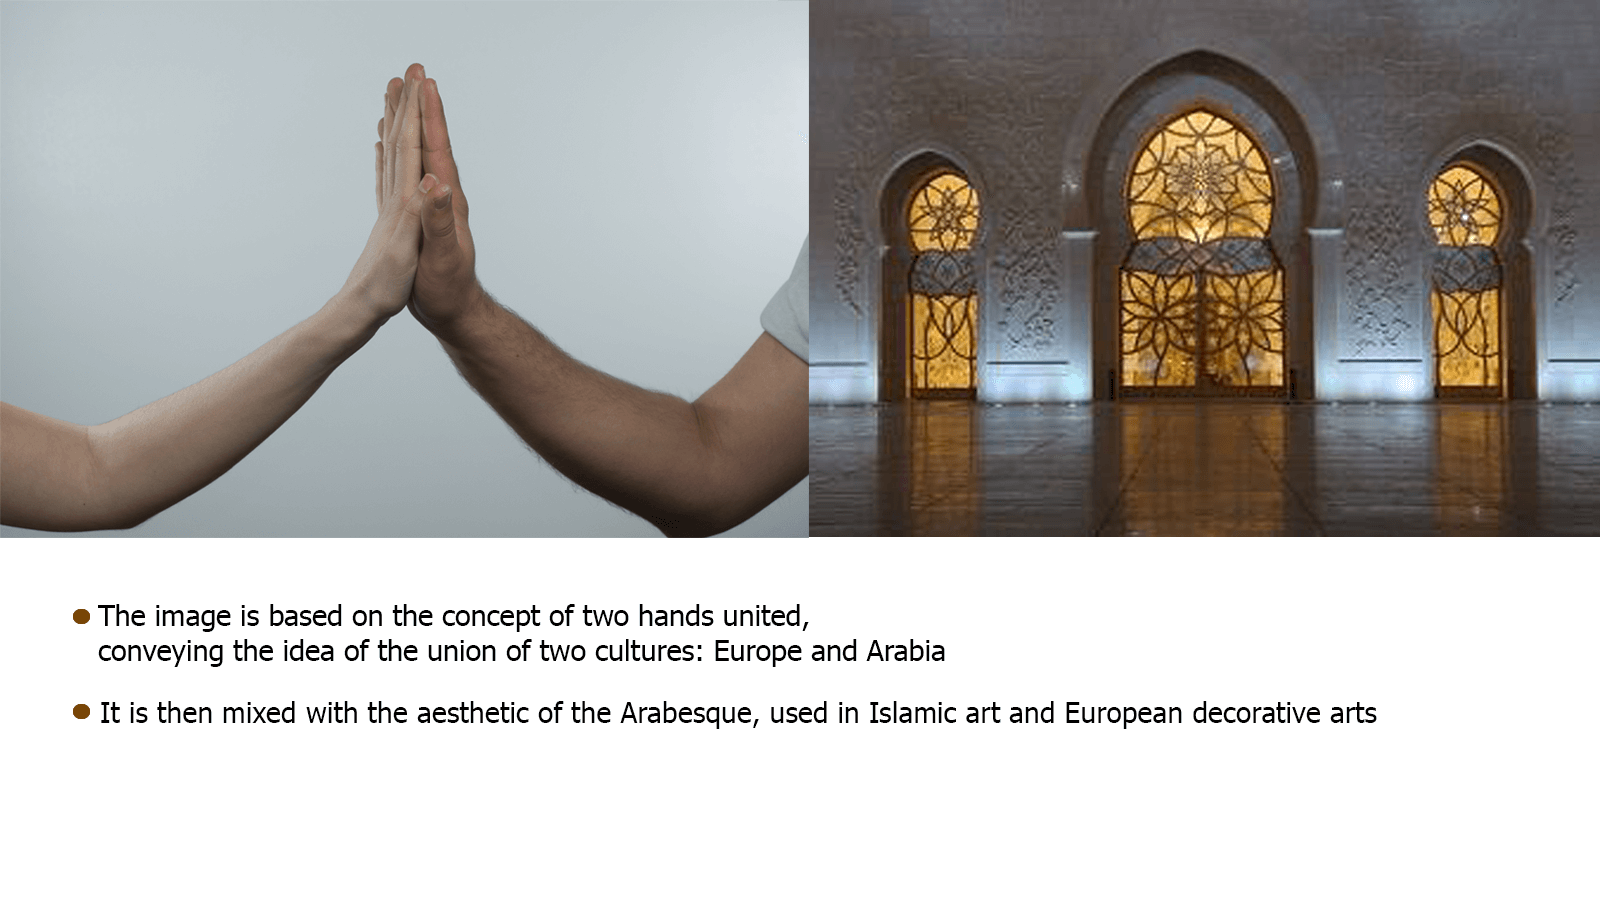 The image is based on the concept of two hands united,
conveying the idea of the union of two cultures: Europe and Arabia
It is then mixed with the aesthetic of the Arabesque, used in Islamic art and European decorative arts